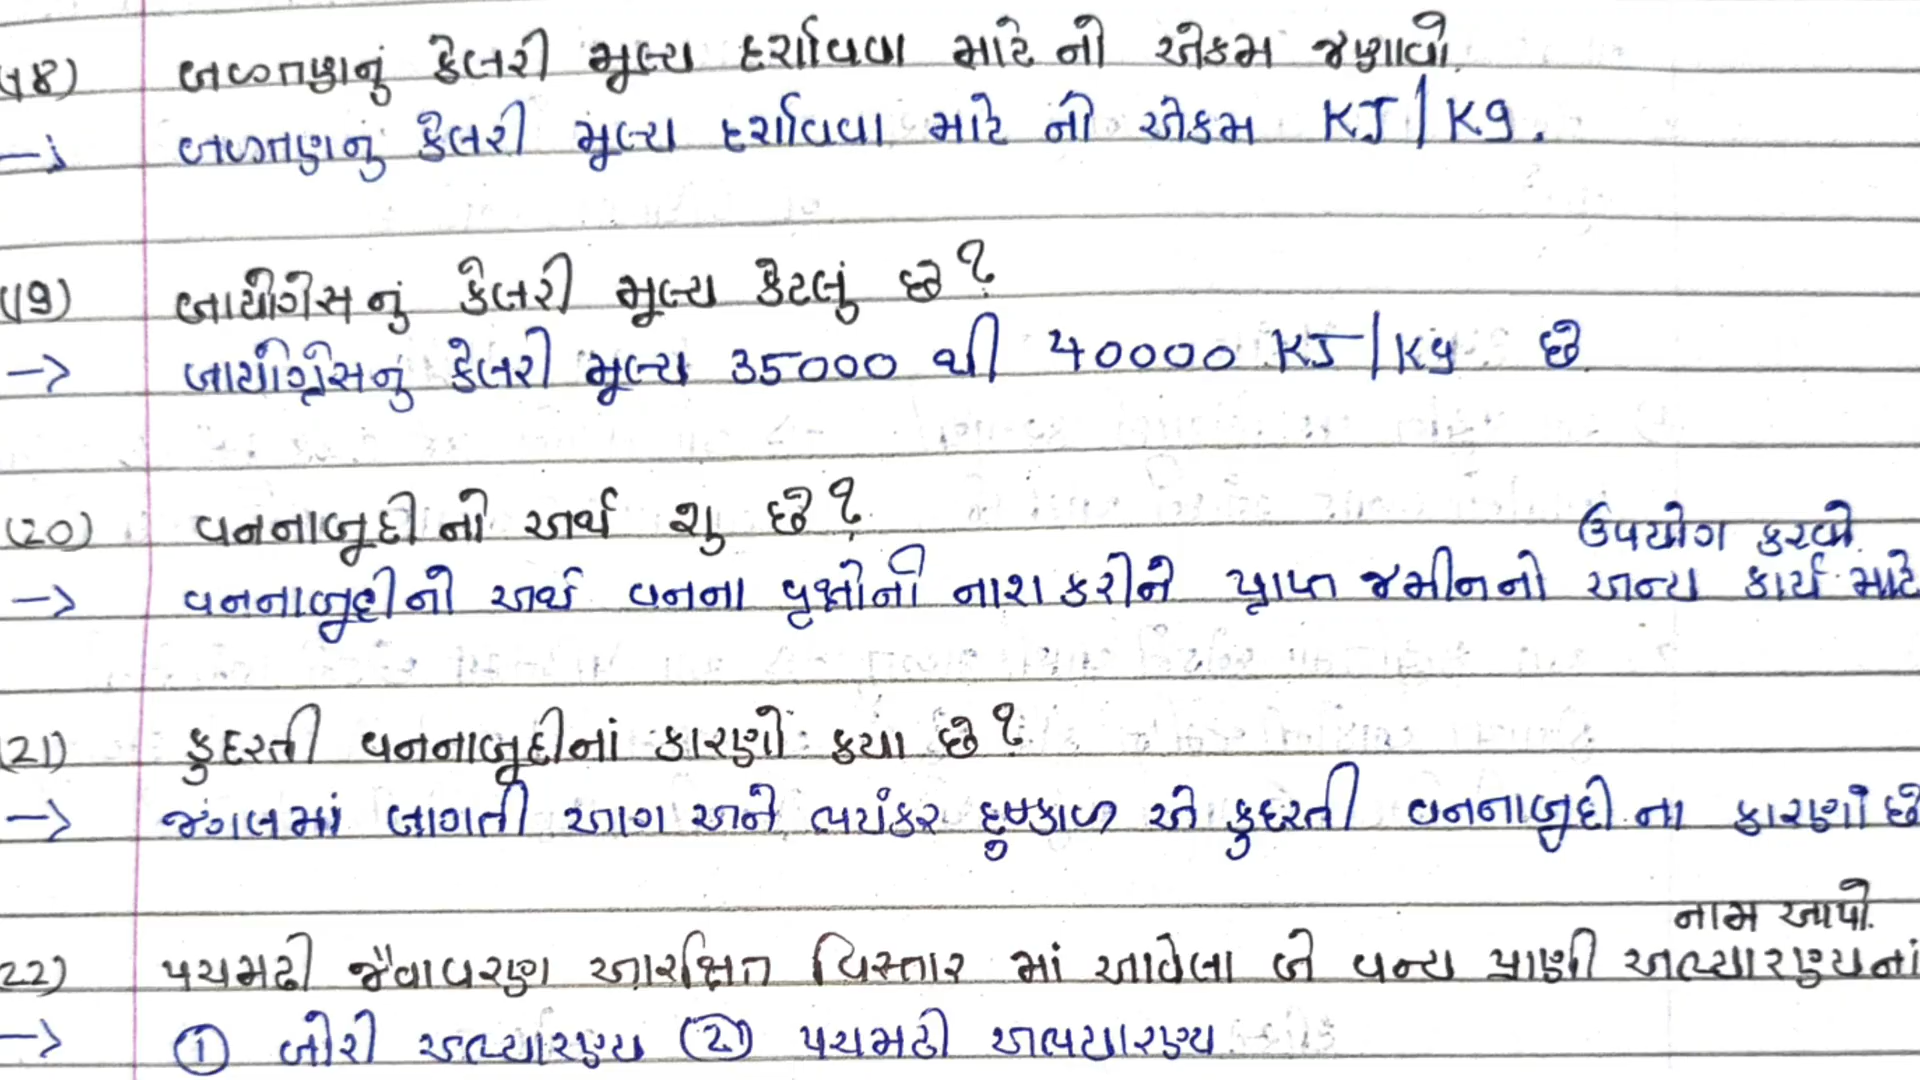 (18) બળતણનું કેલરી મૂલ્ય દર્શાવવા માટે નો એકમ જણાવો.
→ બળતણનું કેલરી મૂલ્ય દર્શાવવા માટે નો એકમ KJ/Kg.
(19) બાયોગેસનું કેલરી મૂલ્ય કેટલું છે?
→ બાયોગેસનું કેલરી મૂલ્ય 35000 થી 40000 KJ/Kg છે
(20) વનનાબૂદી નો અર્થ શુ છે?
ઉપયોગ કરવો.
→ વનનાબૂદીનો અર્થ વનના વૃક્ષોનો નાશ કરીને પ્રાપ્ત જમીનનો અન્ય કાર્ય માટે
(21) કુદરતી વનનાબૂદીનાં કારણો કયા છે?
→ જંગલમાં લાગતી આગ અને ભયંકર દુષ્કાળ એ કુદરતી વનનાબૂદી ના કારણો છે
નામ આપો.
22) પચમઢી જૈવાવરણ આરક્ષિત વિસ્તાર માં આવેલા બે વન્ય પ્રાણી અભ્યારણ્યનાં
→ ① બોરી અભ્યારણ્ય ② પચમઢી અભયારણ્ય